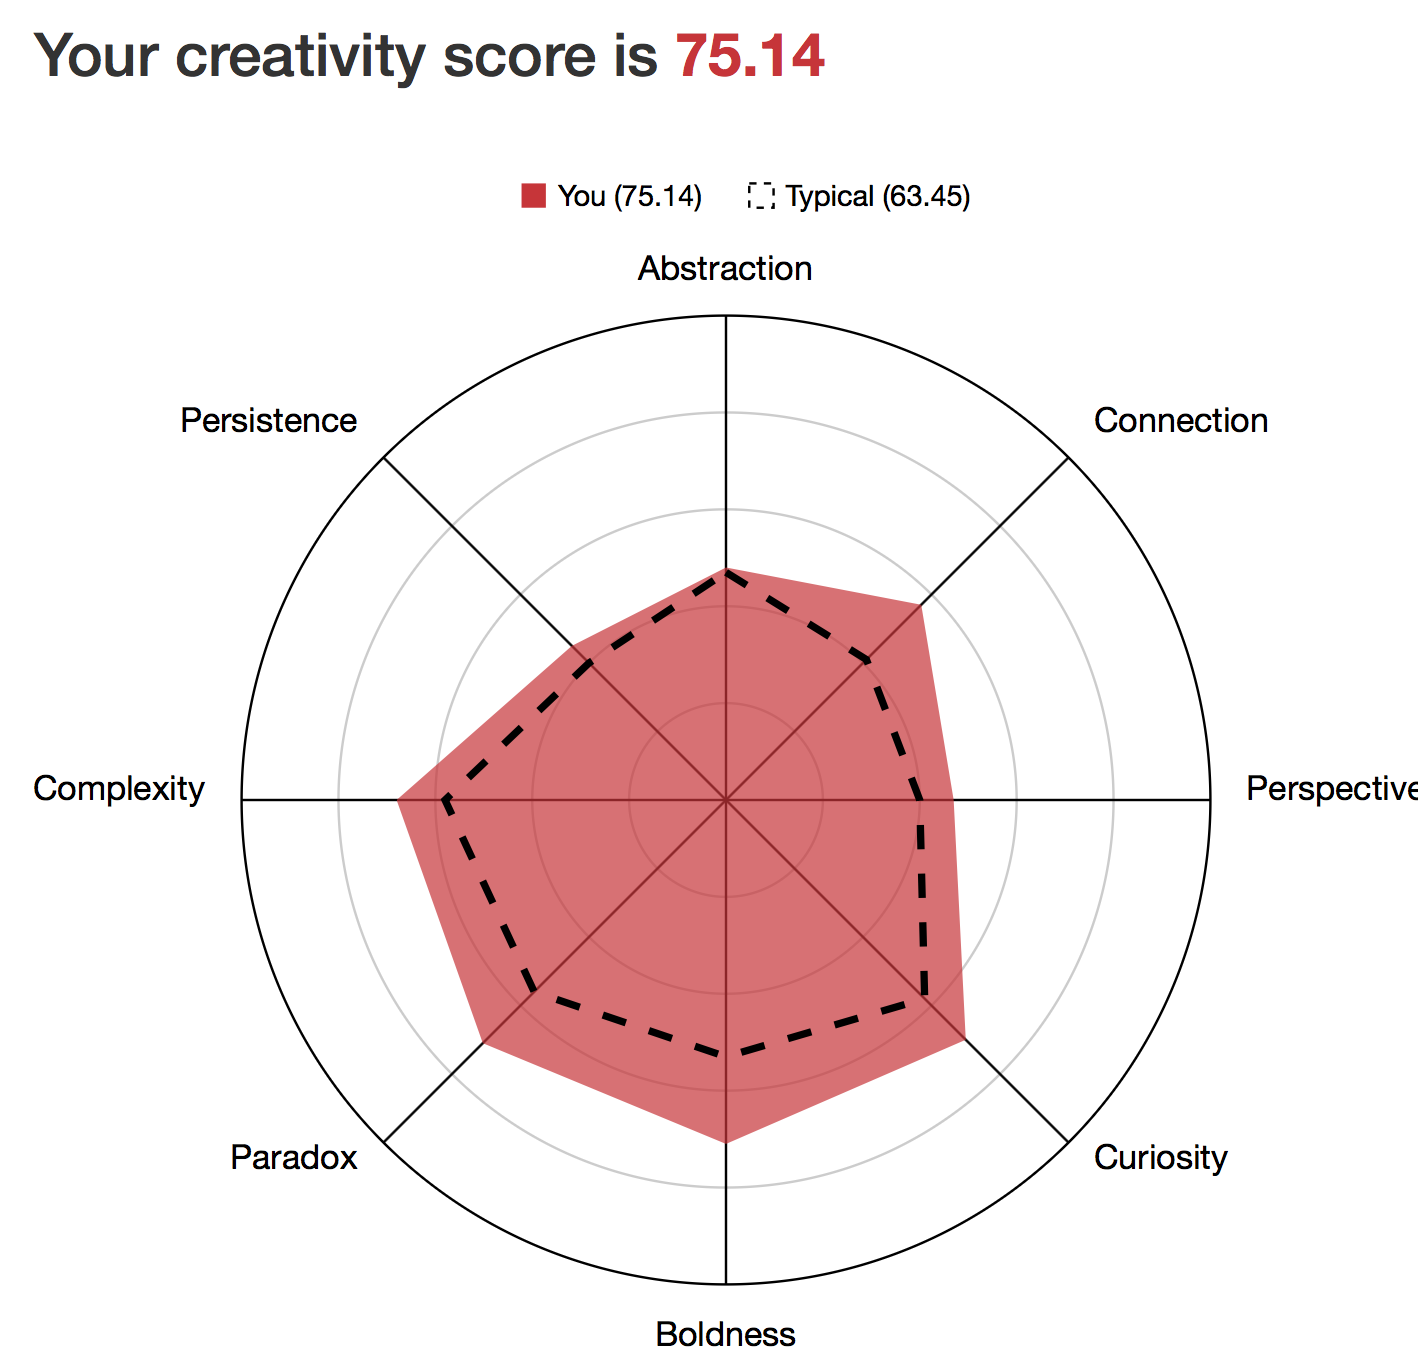 Your creativity score is 75.14
You (75.14) Typical (63.45)
Abstraction
Persistence
Connection
Complexity
Perspective
Paradox
Curiosity
Boldness